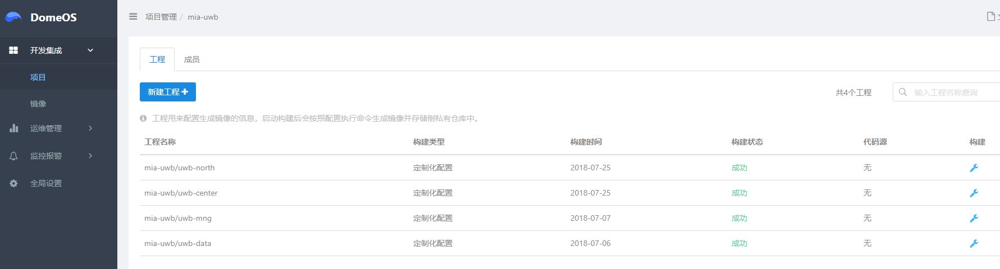 DomeOS
开发集成
项目
镜像
运维管理
监控报警
全局设置
项目管理 / mia-uwb
工程 成员
新建工程
共4个工程 输入工程名称查询
工程用来配置生成镜像的信息，启动构建后会按照配置执行命令生成镜像并存储倒私有仓库中。
工程名称 构建类型 构建时间 构建状态 代码源 构建
mia-uwb/uwb-north 定制化配置 2018-07-25 成功 无
mia-uwb/uwb-center 定制化配置 2018-07-25 成功 无
mia-uwb/uwb-mng 定制化配置 2018-07-07 成功 无
mia-uwb/uwb-data 定制化配置 2018-07-06 成功 无